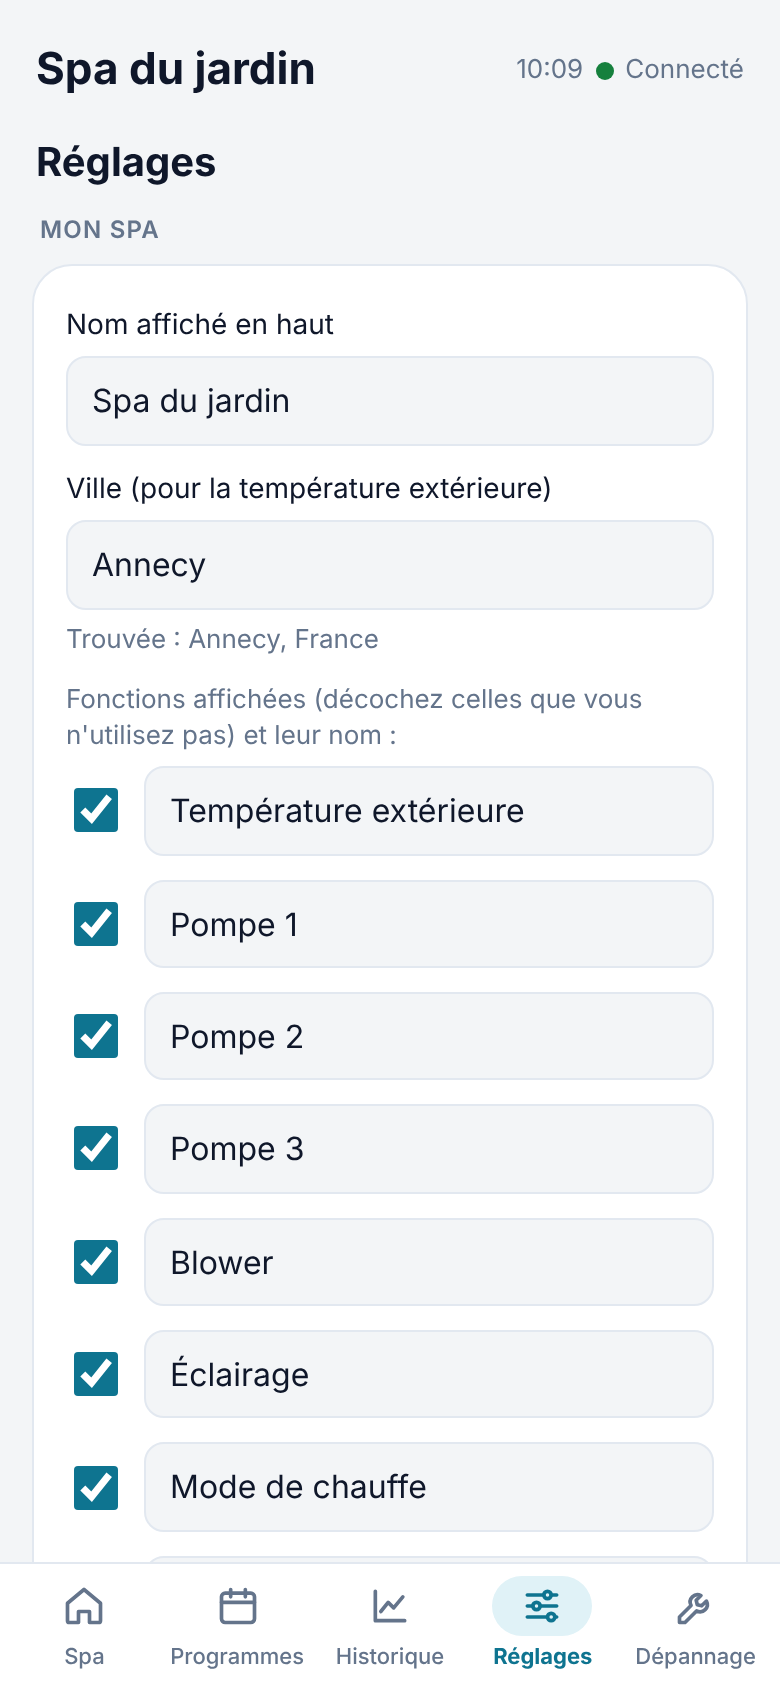 Spa du jardin
10:09 Connecté
Réglages
MON SPA
Nom affiché en haut
Spa du jardin
Ville (pour la température extérieure)
Annecy
Trouvée : Annecy, France
Fonctions affichées (décochez celles que vous
n'utilisez pas) et leur nom :
Température extérieure
Pompe 1
Pompe 2
Pompe 3
Blower
Éclairage
Mode de chauffe
Spa
Programmes
Historique
Réglages
Dépannage